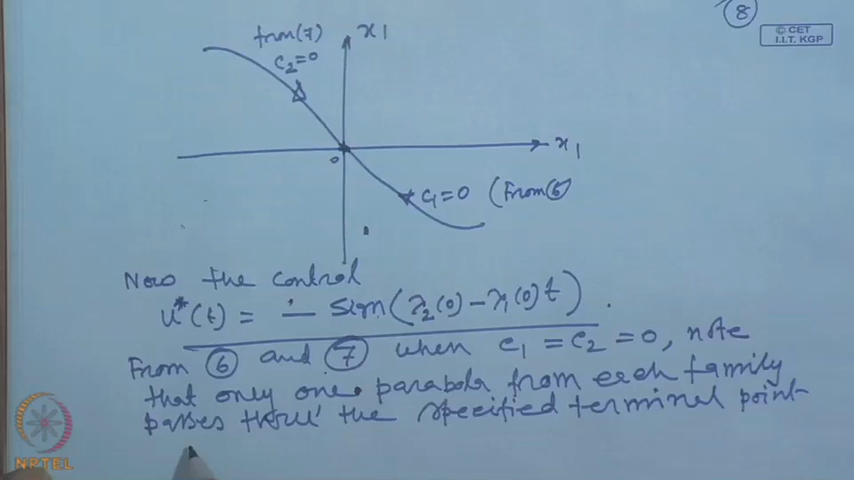 8
© CET
I.I.T. KGP
from(7)
x1
c2=0
x1
0
c1=0 (From 6)
Now the control
u*(t) = - sign(λ2(0) - λ1(0)t).
From 6 and 7 when c1 = c2 = 0, note
that only one parabola from each family
passes thru' the specified terminal point
NPTEL